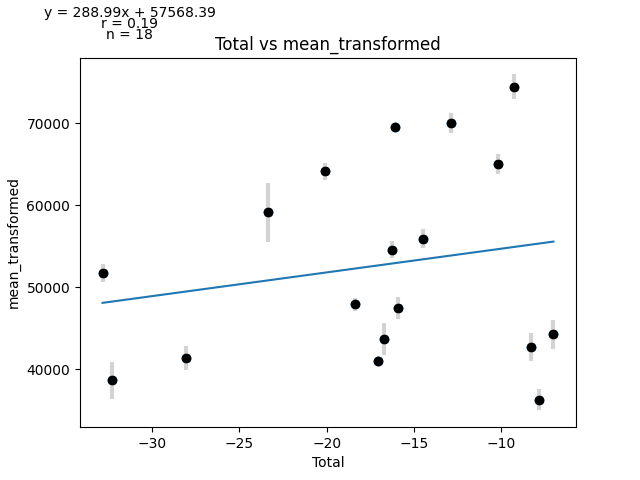 y = 288.99x + 57568.39
r = 0.19
n = 18
Total vs mean_transformed
70000
60000
50000
40000
mean_transformed
−30
−25
−20
−15
−10
Total